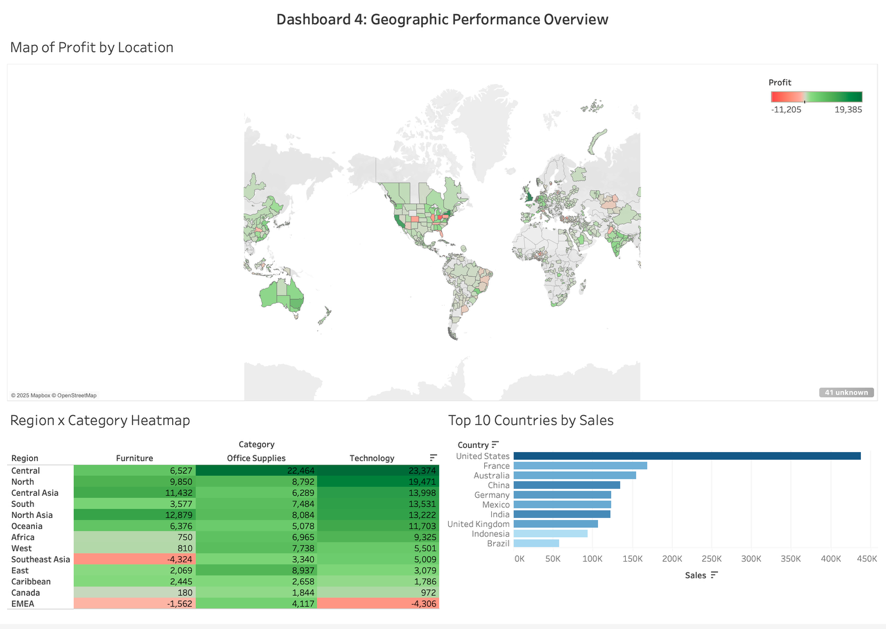 Dashboard 4: Geographic Performance Overview
Map of Profit by Location
Profit
-11,205 19,385
© 2025 Mapbox © OpenStreetMap
41 unknown
Region x Category Heatmap
Category
Region Furniture Office Supplies Technology
Central 6,527 22,464 23,374
North 9,850 8,792 19,471
Central Asia 11,432 6,289 13,998
South 3,577 7,484 13,531
North Asia 12,879 8,084 13,222
Oceania 6,376 5,078 11,703
Africa 750 6,965 9,325
West 810 7,738 5,501
Southeast Asia -4,324 3,340 5,009
East 2,069 8,937 3,079
Caribbean 2,445 2,658 1,786
Canada 180 1,844 972
EMEA -1,562 4,117 -4,306
Top 10 Countries by Sales
Country
United States
France
Australia
China
Germany
Mexico
India
United Kingdom
Indonesia
Brazil
0K 50K 100K 150K 200K 250K 300K 350K 400K 450K
Sales